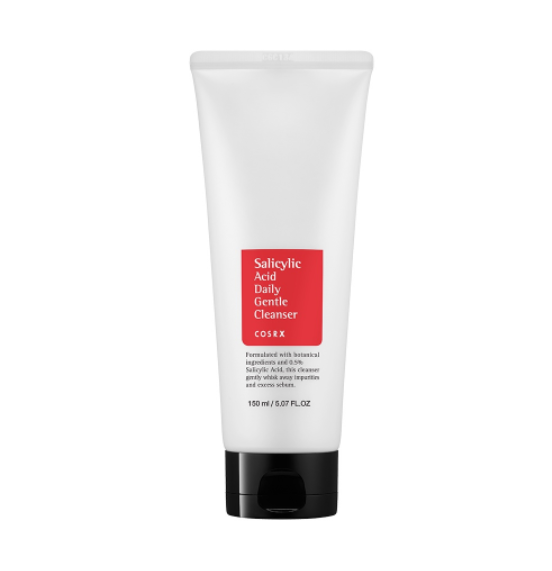 Salicylic
Acid
Daily
Gentle
Cleanser
COSRX
Formulated with botanical
ingredients and 0.5%
Salicylic Acid, this cleanser
gently whisk away impurities
and excess sebum.
150 ml / 5.07 FL.OZ